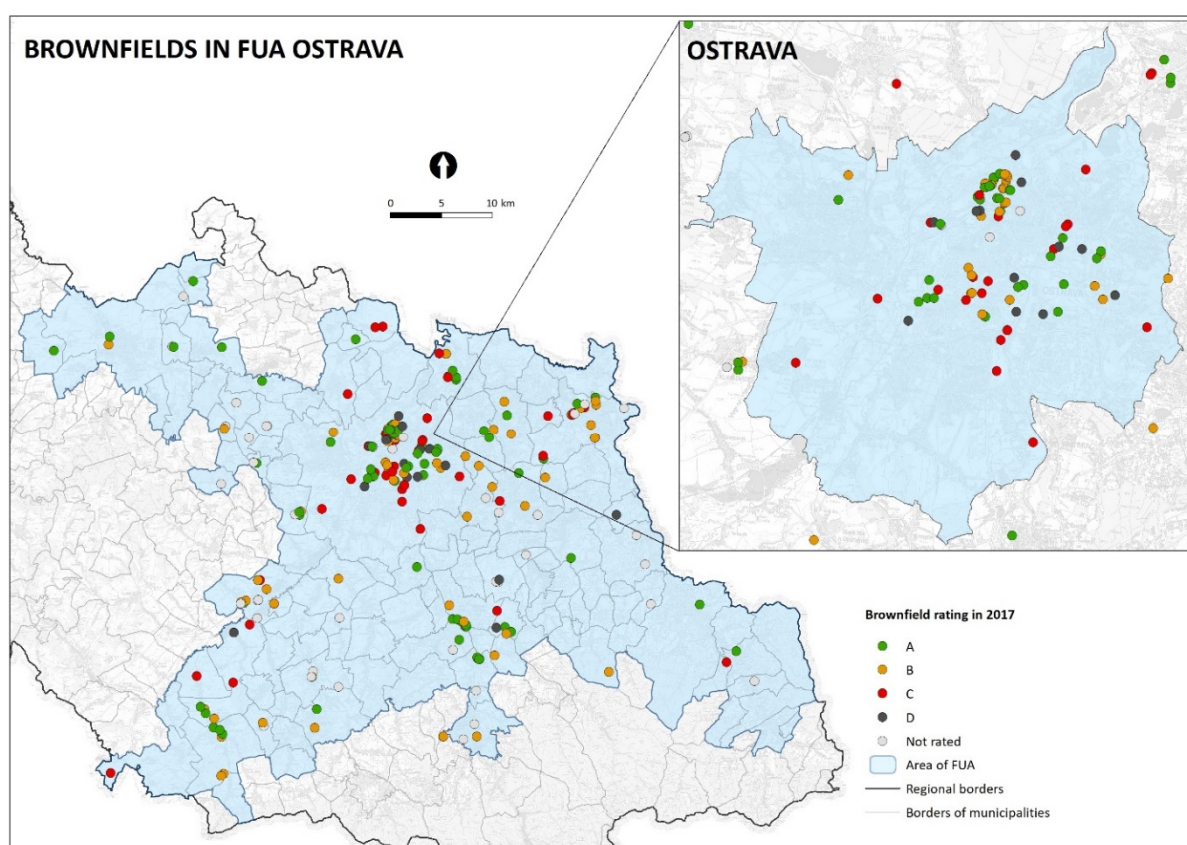 BROWNFIELDS IN FUA OSTRAVA
OSTRAVA
0 5 10 km
Brownfield rating in 2017
A
B
C
D
Not rated
Area of FUA
Regional borders
Borders of municipalities